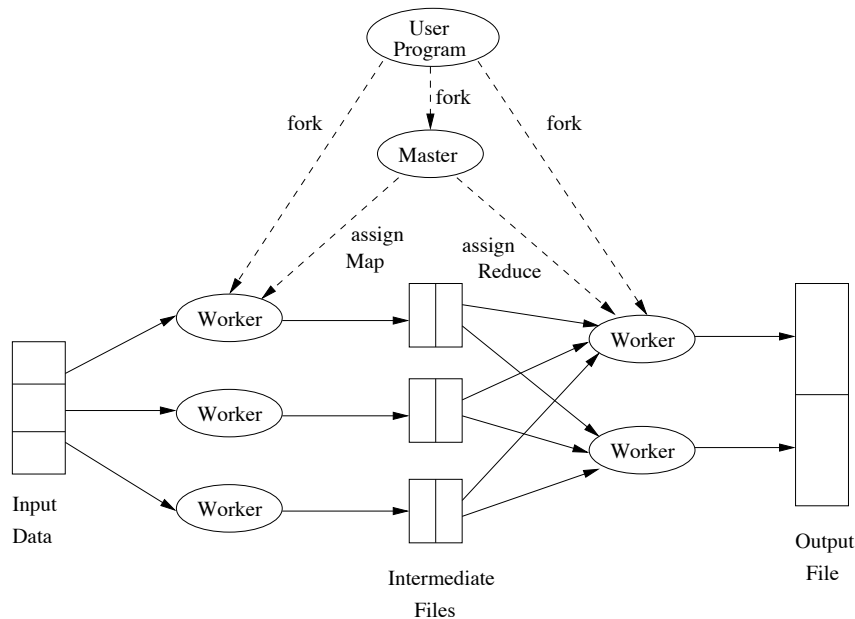 User
Program
fork
fork
fork
Master
assign
Map
assign
Reduce
Worker
Worker
Worker
Worker
Worker
Input
Data
Intermediate
Files
Output
File